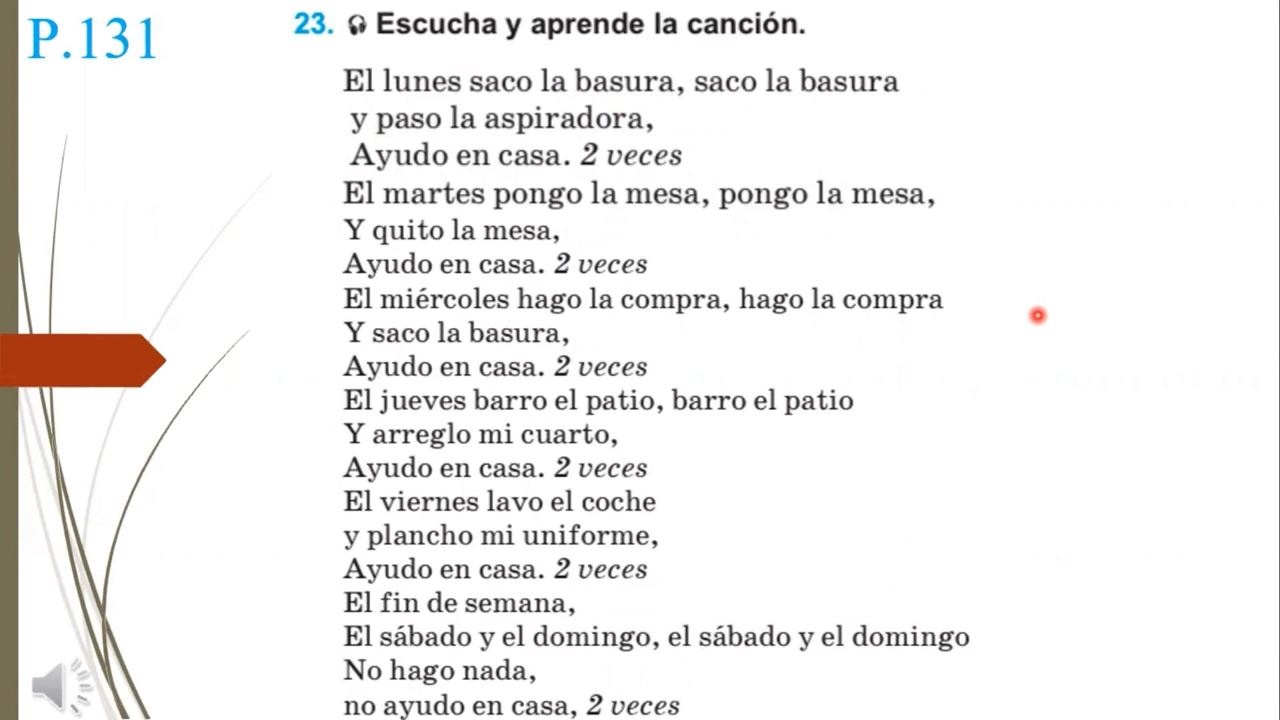 P.131
23. Escucha y aprende la canción.
El lunes saco la basura, saco la basura
y paso la aspiradora,
Ayudo en casa. 2 veces
El martes pongo la mesa, pongo la mesa,
Y quito la mesa,
Ayudo en casa. 2 veces
El miércoles hago la compra, hago la compra
Y saco la basura,
Ayudo en casa. 2 veces
El jueves barro el patio, barro el patio
Y arreglo mi cuarto,
Ayudo en casa. 2 veces
El viernes lavo el coche
y plancho mi uniforme,
Ayudo en casa. 2 veces
El fin de semana,
El sábado y el domingo, el sábado y el domingo
No hago nada,
no ayudo en casa, 2 veces